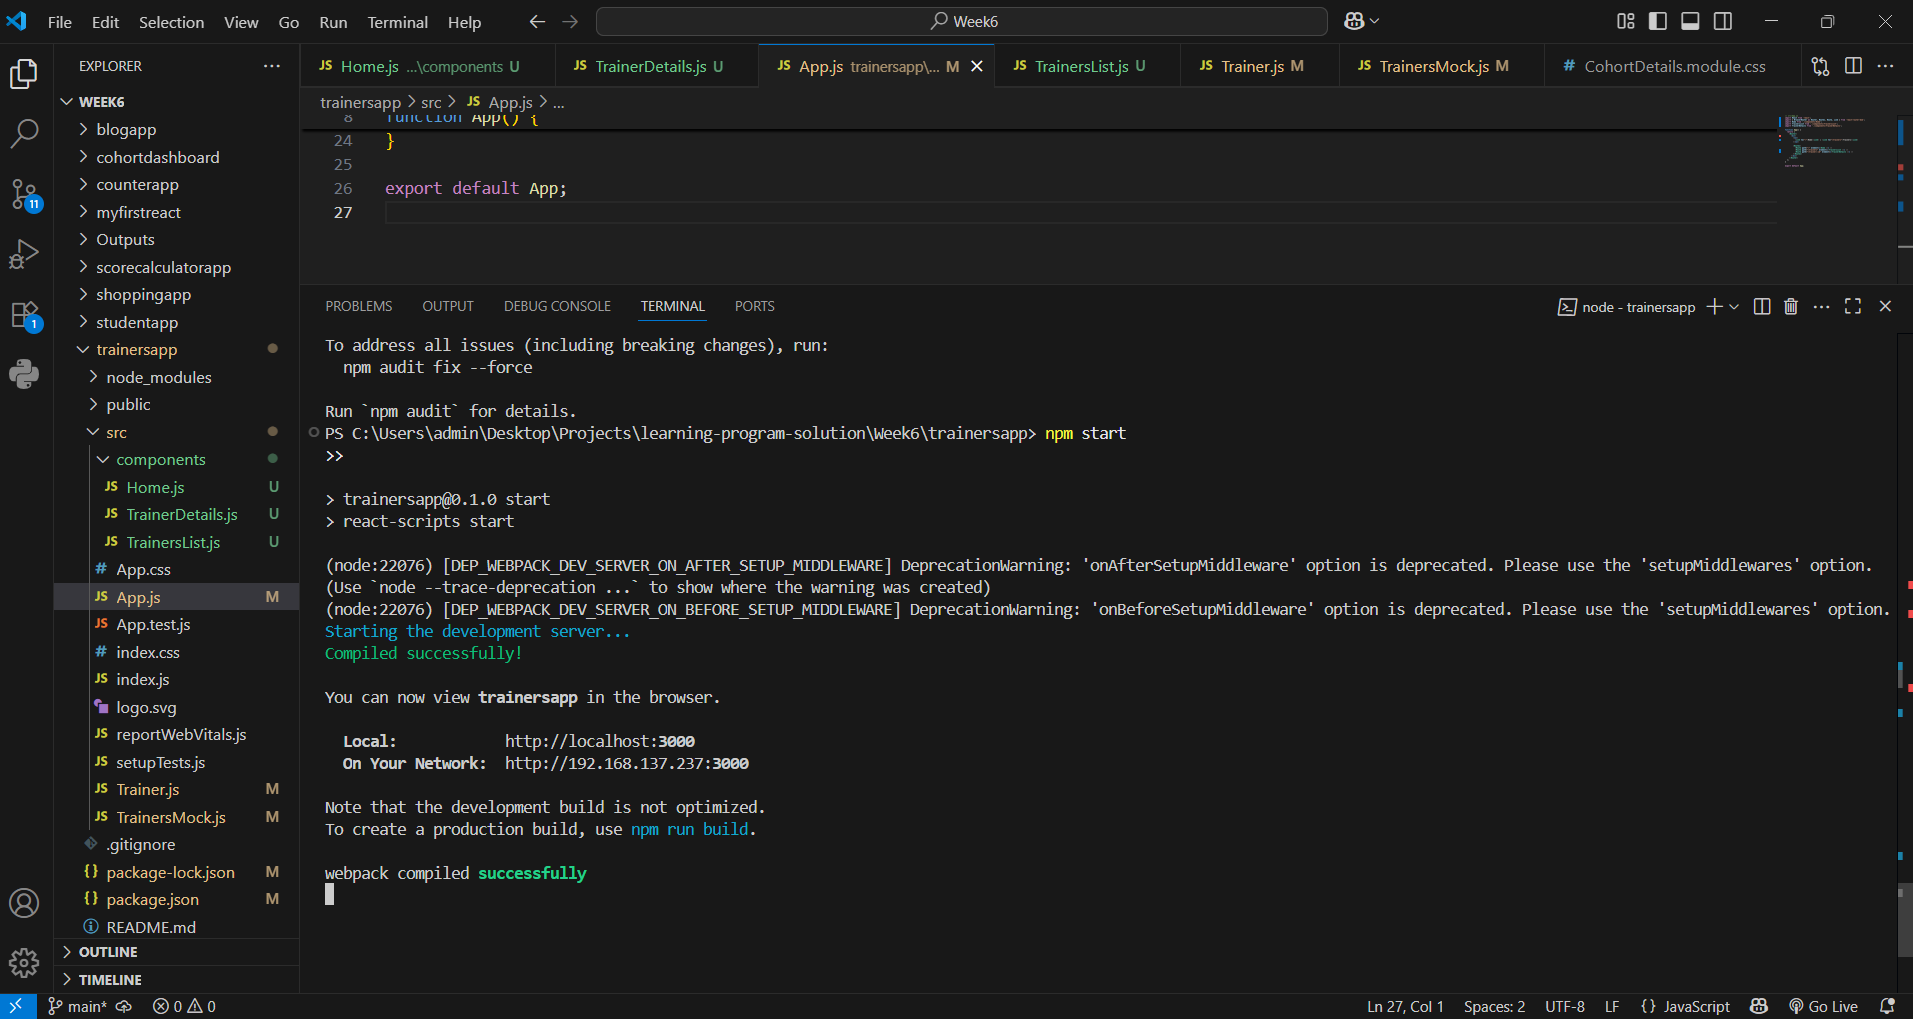 File Edit Selection View Go Run Terminal Help
Week6
EXPLORER
WEEK6
blogapp
cohortdashboard
counterapp
myfirstreact
Outputs
scorecalculatorapp
shoppingapp
studentapp
trainersapp
node_modules
public
src
components
JS Home.js U
JS TrainerDetails.js U
JS TrainersList.js U
# App.css
JS App.js M
JS App.test.js
# index.css
JS index.js
logo.svg
JS reportWebVitals.js
JS setupTests.js
JS Trainer.js M
JS TrainersMock.js M
.gitignore
{} package-lock.json M
{} package.json M
README.md
OUTLINE
TIMELINE
11
1
JS Home.js ...\components U
JS TrainerDetails.js U
JS App.js trainersapp\... M
JS TrainersList.js U
JS Trainer.js M
JS TrainersMock.js M
# CohortDetails.module.css
trainersapp > src > JS App.js > ...
8 function App() {
24 }
25
26 export default App;
27
PROBLEMS OUTPUT DEBUG CONSOLE TERMINAL PORTS
node - trainersapp
To address all issues (including breaking changes), run:
npm audit fix --force
Run `npm audit` for details.
PS C:\Users\admin\Desktop\Projects\learning-program-solution\Week6\trainersapp> npm start
>>
> trainersapp@0.1.0 start
> react-scripts start
(node:22076) [DEP_WEBPACK_DEV_SERVER_ON_AFTER_SETUP_MIDDLEWARE] DeprecationWarning: 'onAfterSetupMiddleware' option is deprecated. Please use the 'setupMiddlewares' option.
(Use `node --trace-deprecation ...` to show where the warning was created)
(node:22076) [DEP_WEBPACK_DEV_SERVER_ON_BEFORE_SETUP_MIDDLEWARE] DeprecationWarning: 'onBeforeSetupMiddleware' option is deprecated. Please use the 'setupMiddlewares' option.
Starting the development server...
Compiled successfully!
You can now view trainersapp in the browser.
Local: http://localhost:3000
On Your Network: http://192.168.137.237:3000
Note that the development build is not optimized.
To create a production build, use npm run build.
webpack compiled successfully
main* 0 0
Ln 27, Col 1 Spaces: 2 UTF-8 LF {} JavaScript Go Live